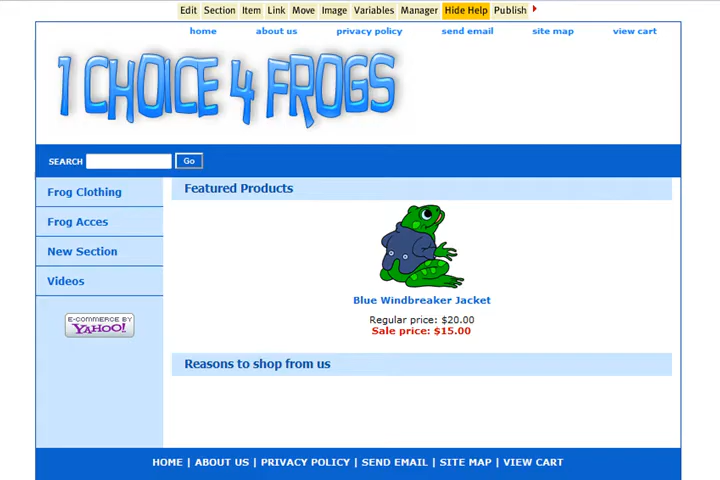 Edit Section Item Link Move Image Variables Manager Hide Help Publish
home about us privacy policy send email site map view cart
1 CHOICE 4 FROGS
SEARCH Go
Frog Clothing
Frog Acces
New Section
Videos
E-COMMERCE BY
YAHOO!
Featured Products
Blue Windbreaker Jacket
Regular price: $20.00
Sale price: $15.00
Reasons to shop from us
HOME | ABOUT US | PRIVACY POLICY | SEND EMAIL | SITE MAP | VIEW CART